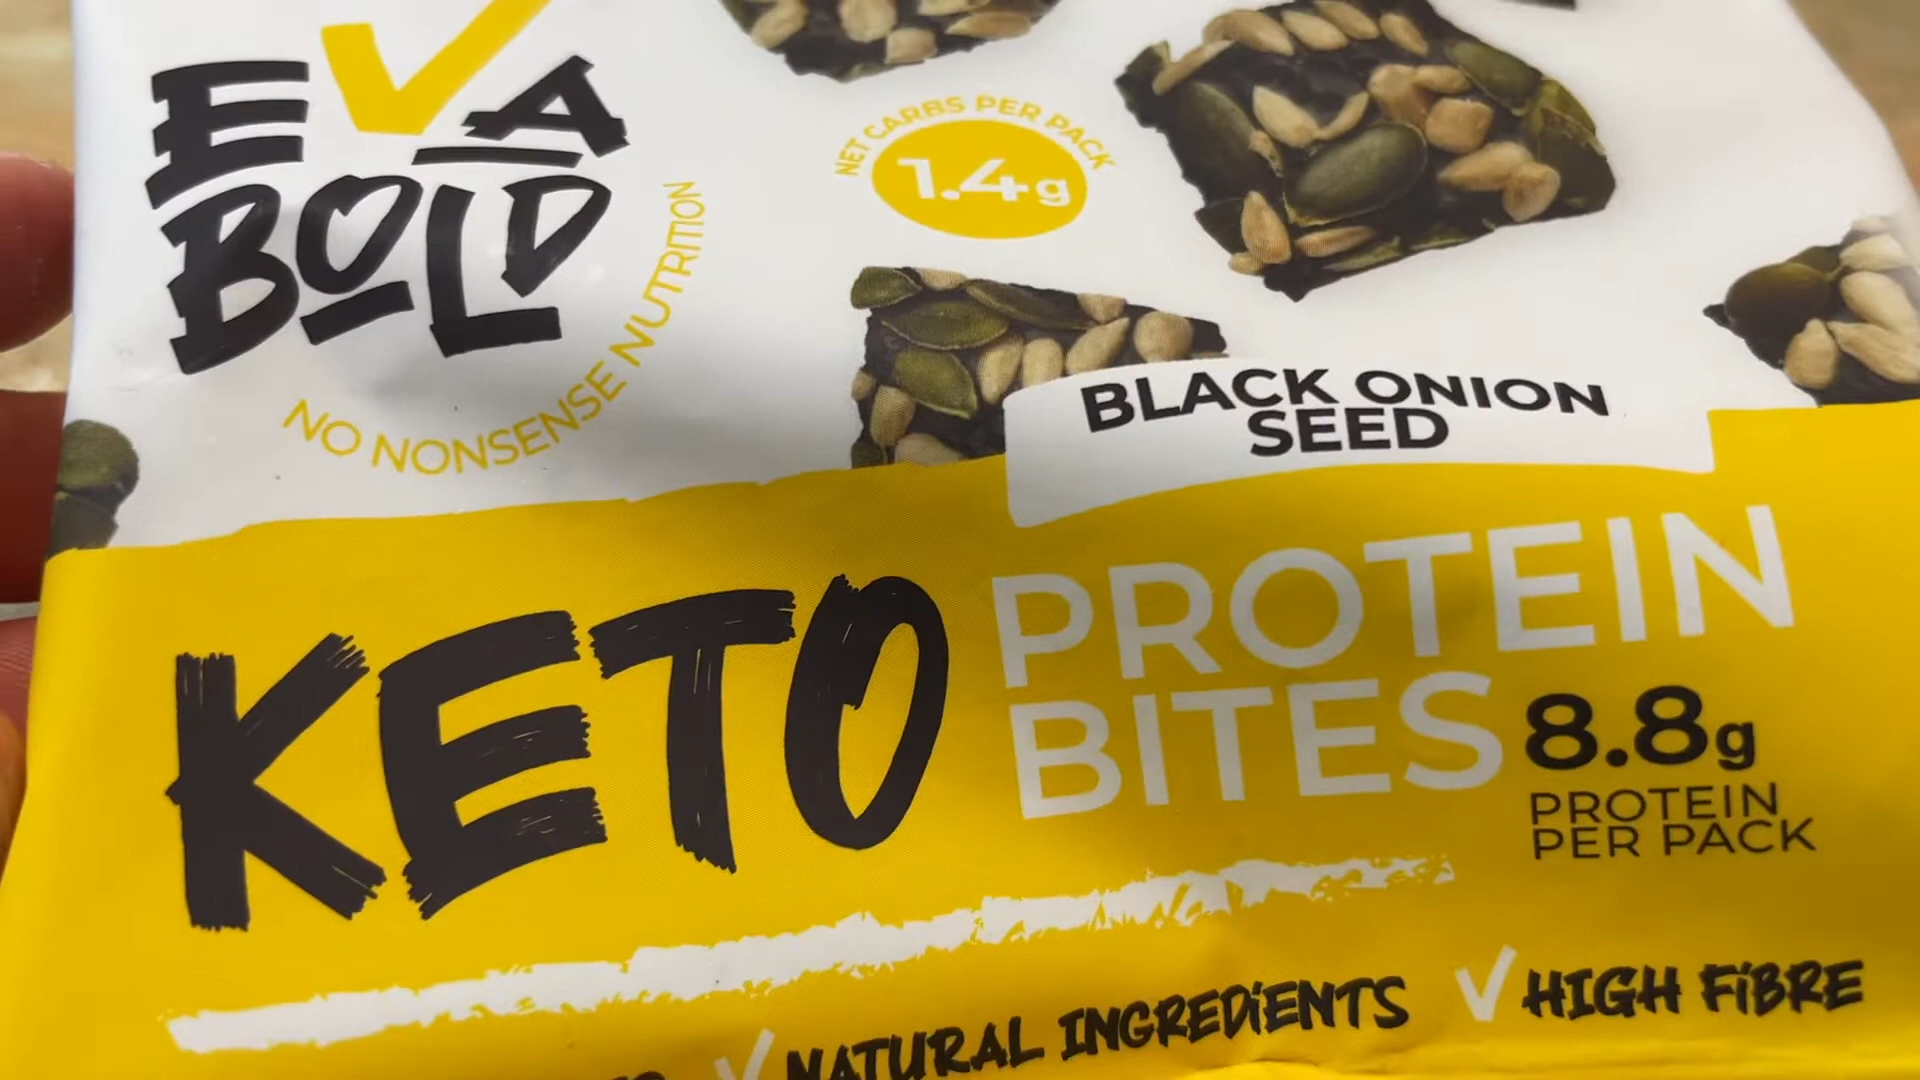 EVA
BOLD
NO NONSENSE NUTRITION
NET CARBS PER PACK
1.4g
BLACK ONION
SEED
KETO
PROTEIN
BITES
8.8g
PROTEIN
PER PACK
NATURAL INGREDIENTS
HIGH FIBRE